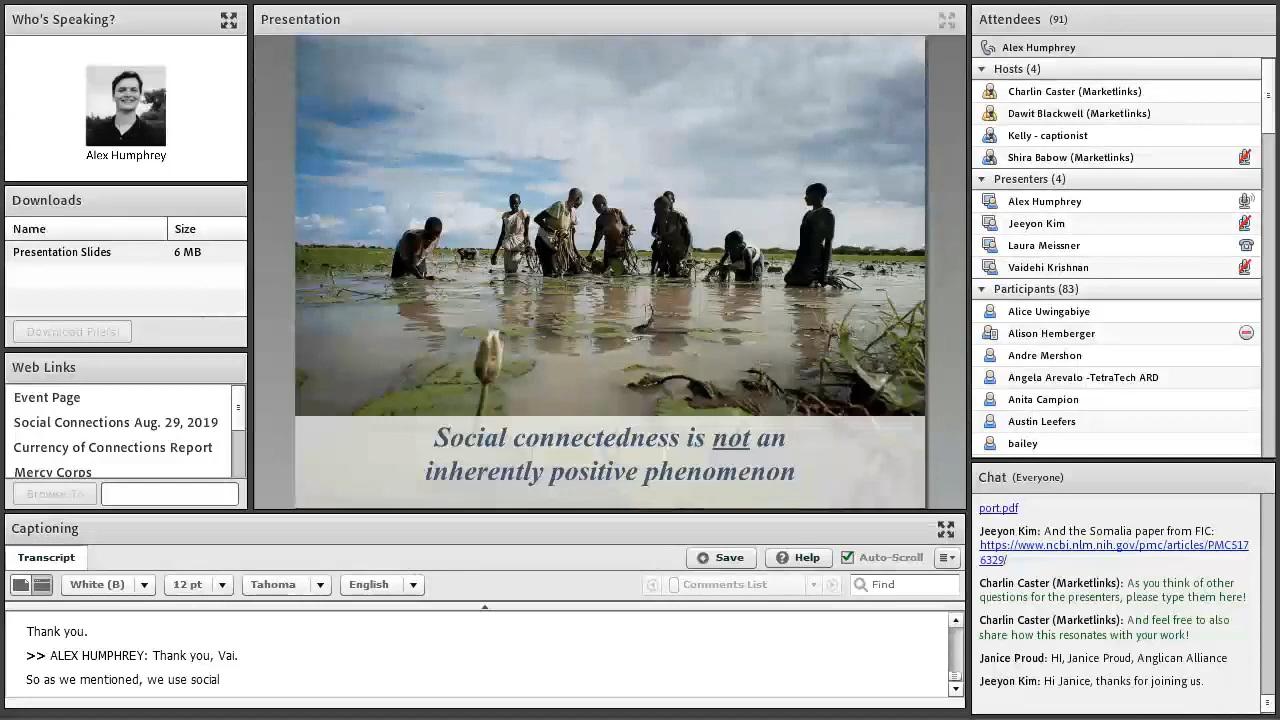 Who's Speaking?
Alex Humphrey
Downloads
Name Size
Presentation Slides 6 MB
Download File(s)
Web Links
Event Page
Social Connections Aug. 29, 2019
Currency of Connections Report
Mercy Corps
Browse To
Presentation
Social connectedness is not an
inherently positive phenomenon
Captioning
Transcript
Save
Help
Auto-Scroll
White (B)
12 pt
Tahoma
English
Comments List
Find
Thank you.
>> ALEX HUMPHREY: Thank you, Vai.
So as we mentioned, we use social
Attendees (91)
Alex Humphrey
Hosts (4)
Charlin Caster (Marketlinks)
Dawit Blackwell (Marketlinks)
Kelly - captionist
Shira Babow (Marketlinks)
Presenters (4)
Alex Humphrey
Jeeyon Kim
Laura Meissner
Vaidehi Krishnan
Participants (83)
Alice Uwingabiye
Alison Hemberger
Andre Mershon
Angela Arevalo -TetraTech ARD
Anita Campion
Austin Leefers
bailey
Chat (Everyone)
port.pdf
Jeeyon Kim: And the Somalia paper from FIC:
https://www.ncbi.nlm.nih.gov/pmc/articles/PMC517
6329/
Charlin Caster (Marketlinks): As you think of other
questions for the presenters, please type them here!
Charlin Caster (Marketlinks): And feel free to also
share how this resonates with your work!
Janice Proud: HI, Janice Proud, Anglican Alliance
Jeeyon Kim: Hi Janice, thanks for joining us.